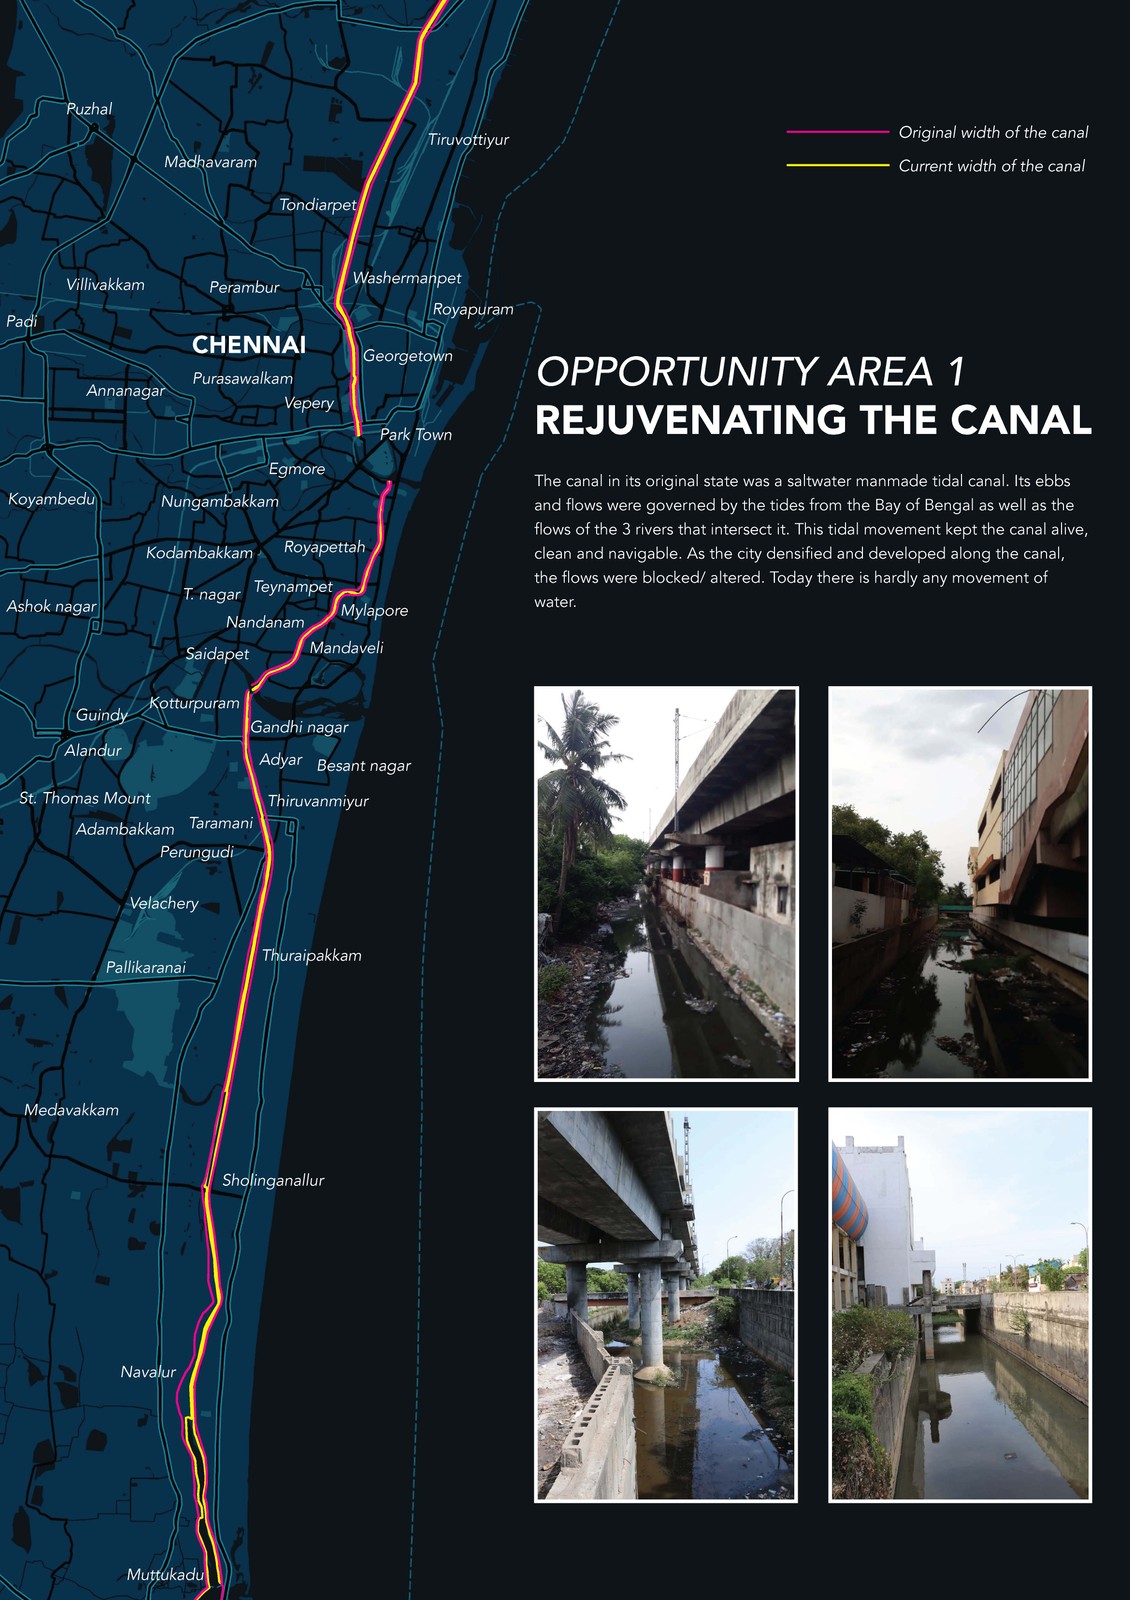 Puzhal
Tiruvottiyur
Madhavaram
Tondiarpet
Villivakkam
Perambur
Washermanpet
Royapuram
Padi
CHENNAI
Georgetown
Purasawalkam
Annanagar
Vepery
Park Town
Egmore
Koyambedu
Nungambakkam
Kodambakkam
Royapettah
Teynampet
T. nagar
Ashok nagar
Mylapore
Nandanam
Mandaveli
Saidapet
Kotturpuram
Guindy
Gandhi nagar
Alandur
Adyar
Besant nagar
St. Thomas Mount
Thiruvanmiyur
Adambakkam
Taramani
Perungudi
Velachery
Thuraipakkam
Pallikaranai
Medavakkam
Sholinganallur
Navalur
Muttukadu
Original width of the canal
Current width of the canal
OPPORTUNITY AREA 1
REJUVENATING THE CANAL
The canal in its original state was a saltwater manmade tidal canal. Its ebbs
and flows were governed by the tides from the Bay of Bengal as well as the
flows of the 3 rivers that intersect it. This tidal movement kept the canal alive,
clean and navigable. As the city densified and developed along the canal,
the flows were blocked/ altered. Today there is hardly any movement of
water.